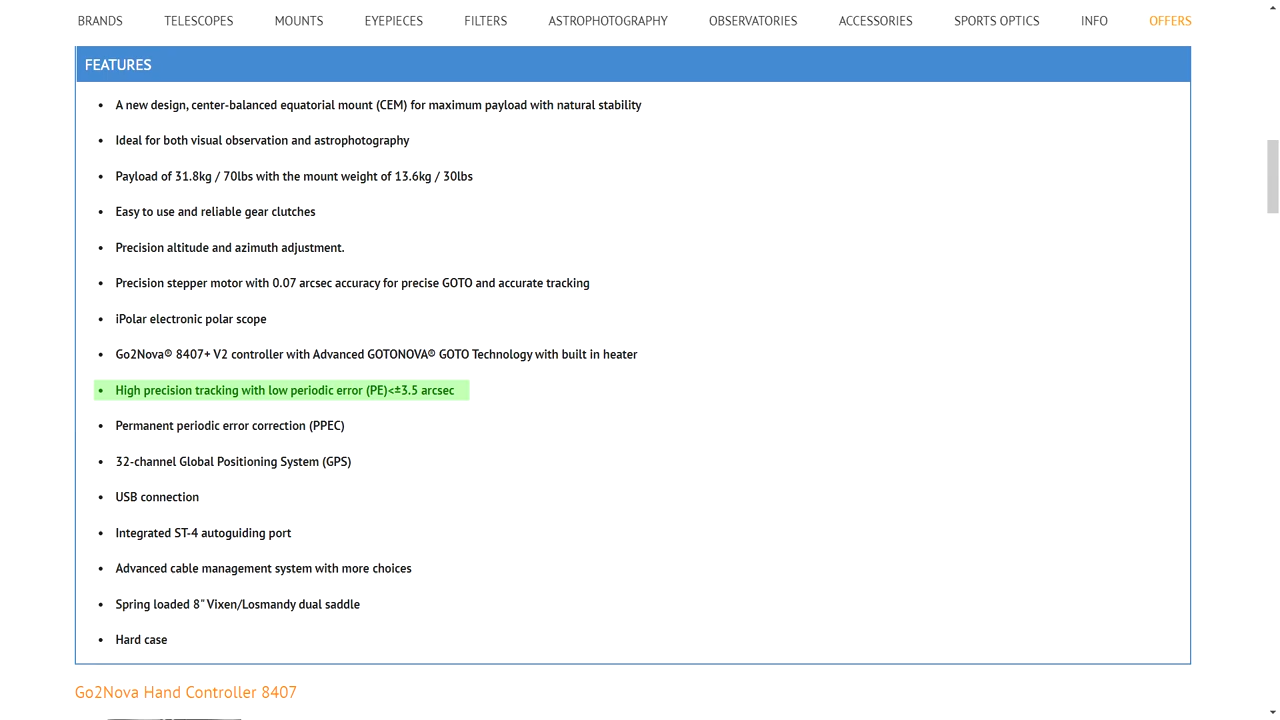 BRANDS TELESCOPES MOUNTS EYEPIECES FILTERS ASTROPHOTOGRAPHY OBSERVATORIES ACCESSORIES SPORTS OPTICS INFO OFFERS
FEATURES
• A new design, center-balanced equatorial mount (CEM) for maximum payload with natural stability
• Ideal for both visual observation and astrophotography
• Payload of 31.8kg / 70lbs with the mount weight of 13.6kg / 30lbs
• Easy to use and reliable gear clutches
• Precision altitude and azimuth adjustment.
• Precision stepper motor with 0.07 arcsec accuracy for precise GOTO and accurate tracking
• iPolar electronic polar scope
• Go2Nova® 8407+ V2 controller with Advanced GOTONOVA® GOTO Technology with built in heater
• High precision tracking with low periodic error (PE)<±3.5 arcsec
• Permanent periodic error correction (PPEC)
• 32-channel Global Positioning System (GPS)
• USB connection
• Integrated ST-4 autoguiding port
• Advanced cable management system with more choices
• Spring loaded 8" Vixen/Losmandy dual saddle
• Hard case
Go2Nova Hand Controller 8407